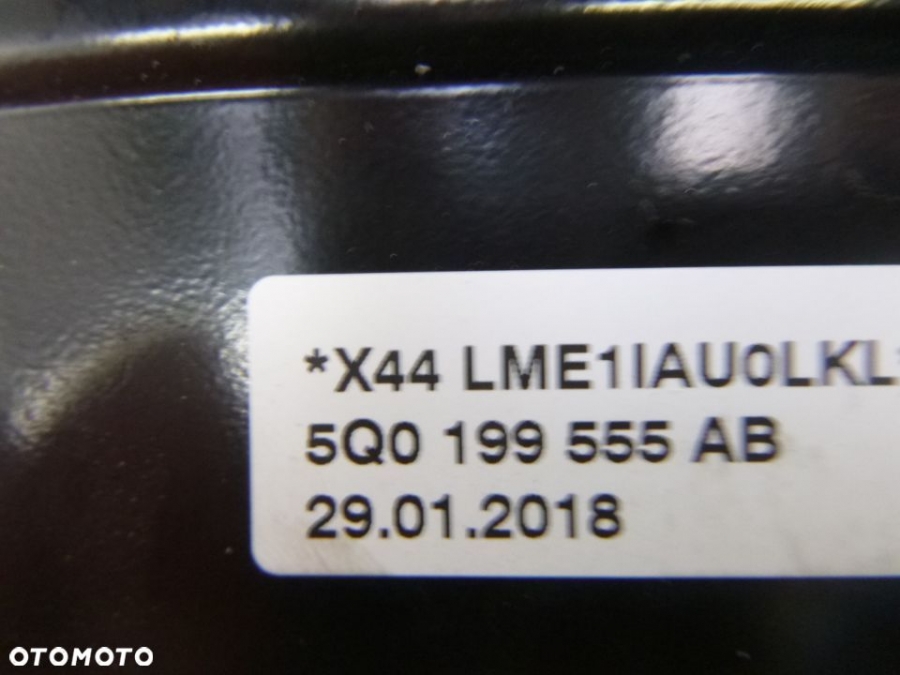 *X44 LME1IAU0LKL
5Q0 199 555 AB
29.01.2018
OTOMOTO